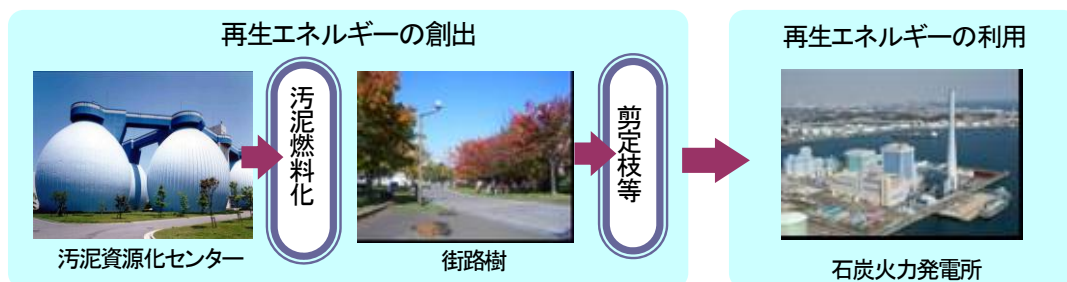 再生エネルギーの創出
汚泥燃料化
剪定枝等
汚泥資源化センター
街路樹
再生エネルギーの利用
石炭火力発電所